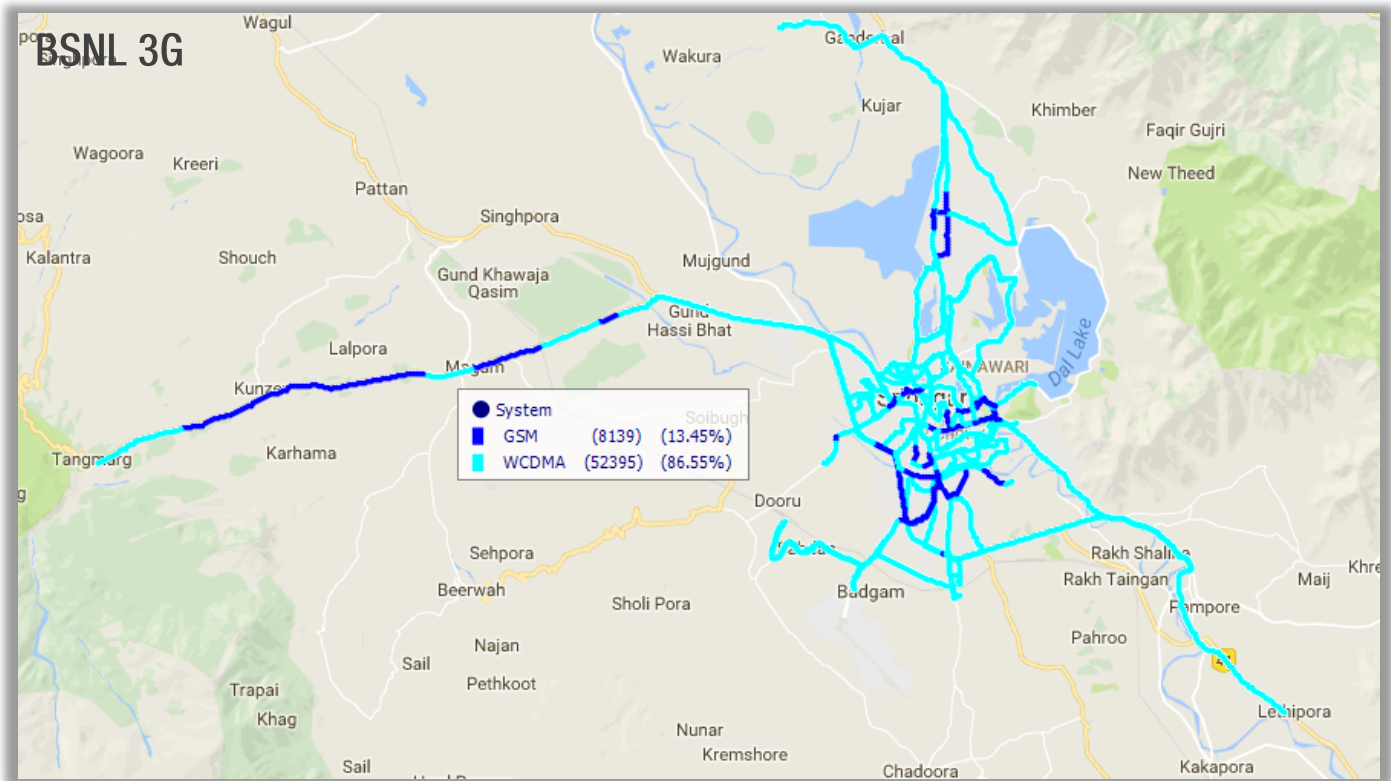 BSNL 3G
Wagul
Ganderbal
Wakura
Kujar
Khimber
Faqir Gujri
Wagoora
Kreeri
New Theed
Pattan
Singhpora
Kalantra
Shouch
Mujgund
Gund Khawaja
Qasim
Gund
Hassi Bhat
Lalpora
Magam
Dal Lake
Kunzer
Srinagar
System
GSM (8139) (13.45%)
WCDMA (52395) (86.55%)
Soibugh
Karhama
Tangmarg
Dooru
Sehpora
Rakh Shalina
Beerwah
Rakh Taingan
Maij
Badgam
Sholi Pora
Pampore
Najan
Pahroo
Sail
Pethkoot
Trapai
Khag
Lethipora
Nunar
Kremshore
Sail
Chadoora
Kakapora